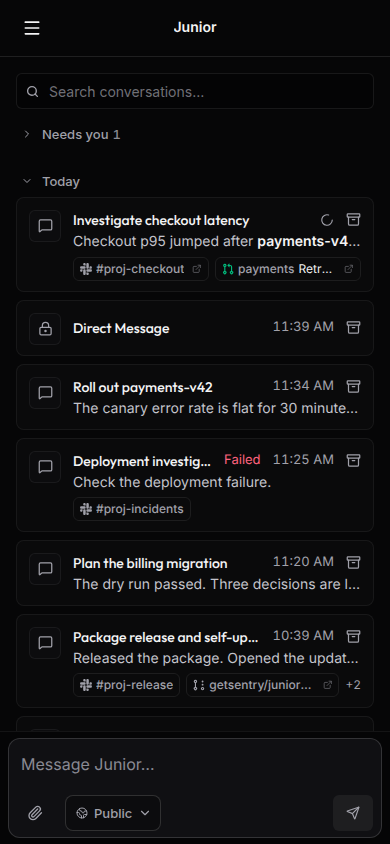 Junior
Search conversations...
Needs you 1
Today
Investigate checkout latency
Checkout p95 jumped after payments-v4...
#proj-checkout payments Retr...
Direct Message 11:39 AM
Roll out payments-v42 11:34 AM
The canary error rate is flat for 30 minute...
Deployment investig... Failed 11:25 AM
Check the deployment failure.
#proj-incidents
Plan the billing migration 11:20 AM
The dry run passed. Three decisions are l...
Package release and self-up... 10:39 AM
Released the package. Opened the updat...
#proj-release getsentry/junior... +2
Message Junior...
Public